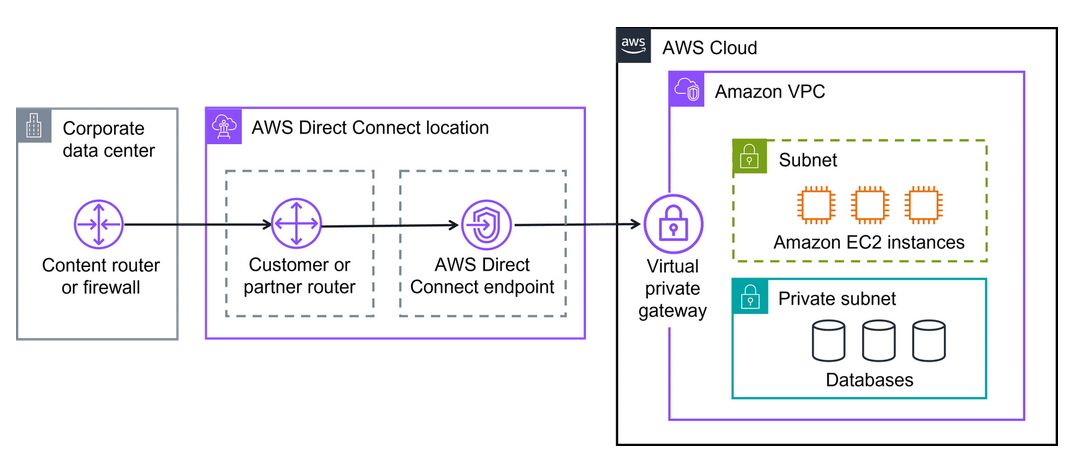 aws
AWS Cloud
Amazon VPC
Corporate
data center
AWS Direct Connect location
Subnet
Amazon EC2 instances
Content router
or firewall
Customer or
partner router
AWS Direct
Connect endpoint
Virtual
private
gateway
Private subnet
Databases